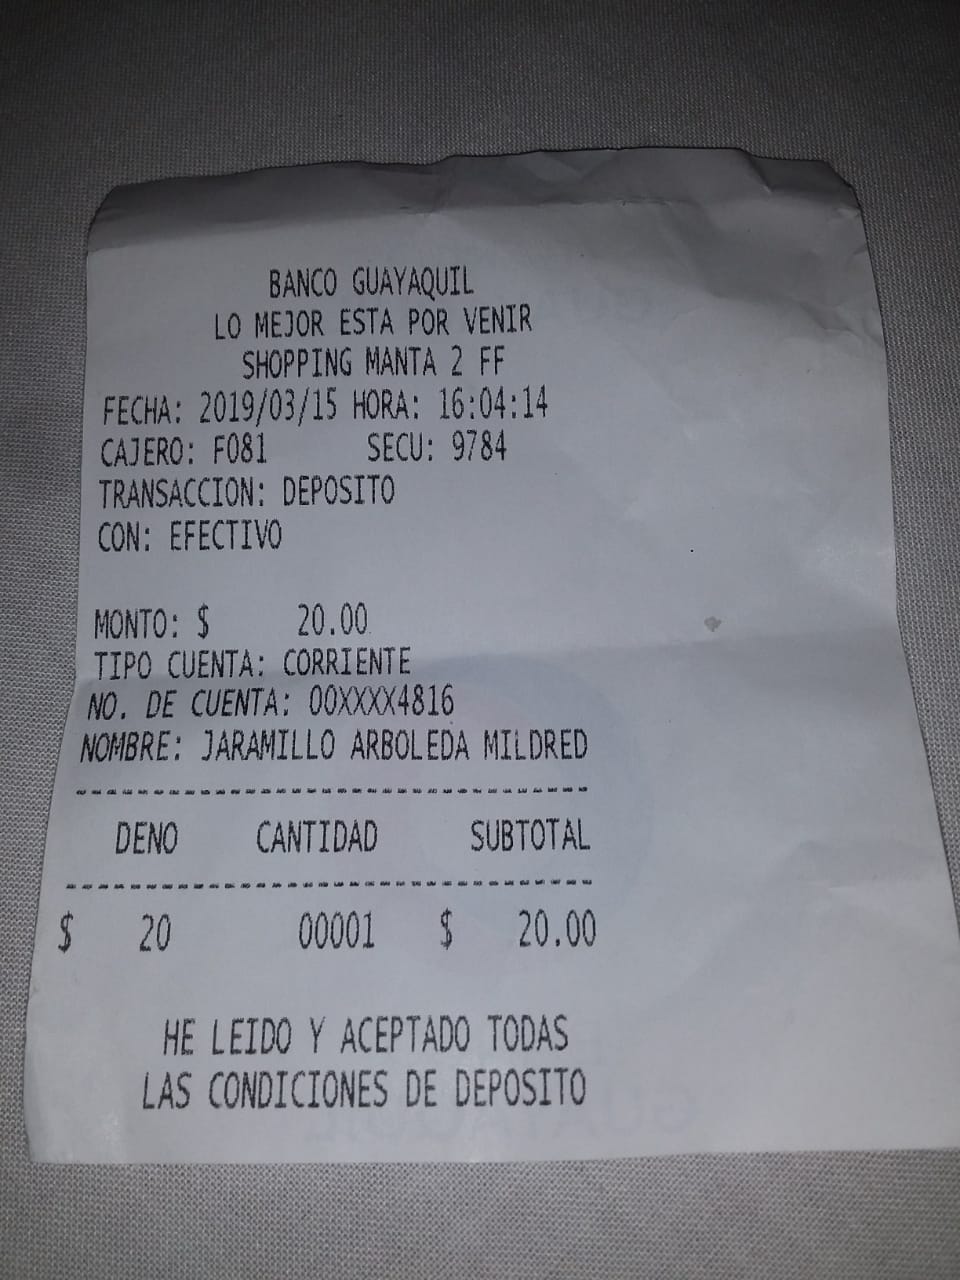 BANCO GUAYAQUIL
LO MEJOR ESTA POR VENIR
SHOPPING MANTA 2 FF
FECHA: 2019/03/15 HORA: 16:04:14
CAJERO: F081 SECU: 9784
TRANSACCION: DEPOSITO
CON: EFECTIVO
MONTO: $ 20.00
TIPO CUENTA: CORRIENTE
NO. DE CUENTA: 00XXXX4816
NOMBRE: JARAMILLO ARBOLEDA MILDRED
DENO CANTIDAD SUBTOTAL
$ 20 00001 $ 20.00
HE LEIDO Y ACEPTADO TODAS
LAS CONDICIONES DE DEPOSITO